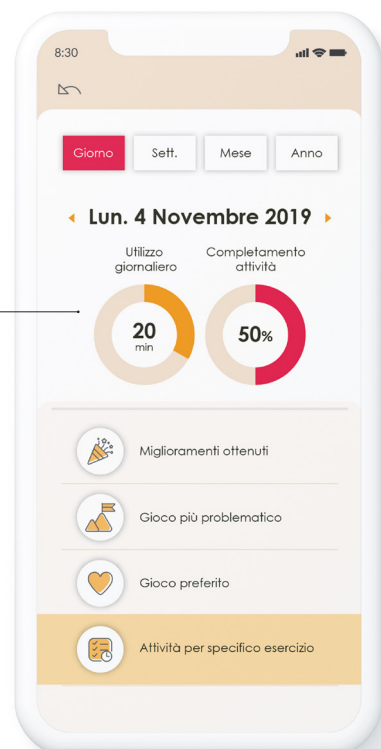 8:30
Giorno
Sett.
Mese
Anno
Lun. 4 Novembre 2019
Utilizzo
giornaliero
Completamento
attività
20
min
50%
Miglioramenti ottenuti
Gioco più problematico
Gioco preferito
Attività per specifico esercizio